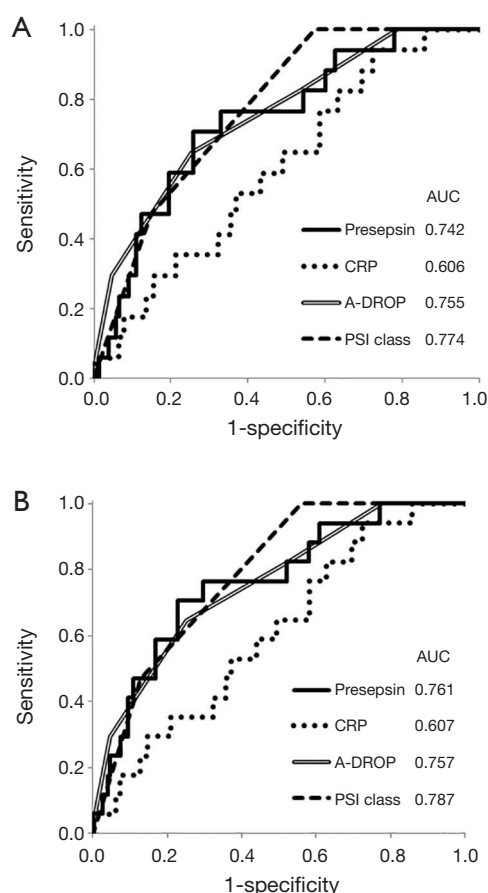 A
1.0
0.8
0.6
0.4
0.2
0.0
Sensitivity
AUC
Presepsin 0.742
CRP 0.606
A-DROP 0.755
PSI class 0.774
0.0 0.2 0.4 0.6 0.8 1.0
1-specificity
B
1.0
0.8
0.6
0.4
0.2
0.0
Sensitivity
AUC
Presepsin 0.761
CRP 0.607
A-DROP 0.757
PSI class 0.787
0.0 0.2 0.4 0.6 0.8 1.0
1-specificity